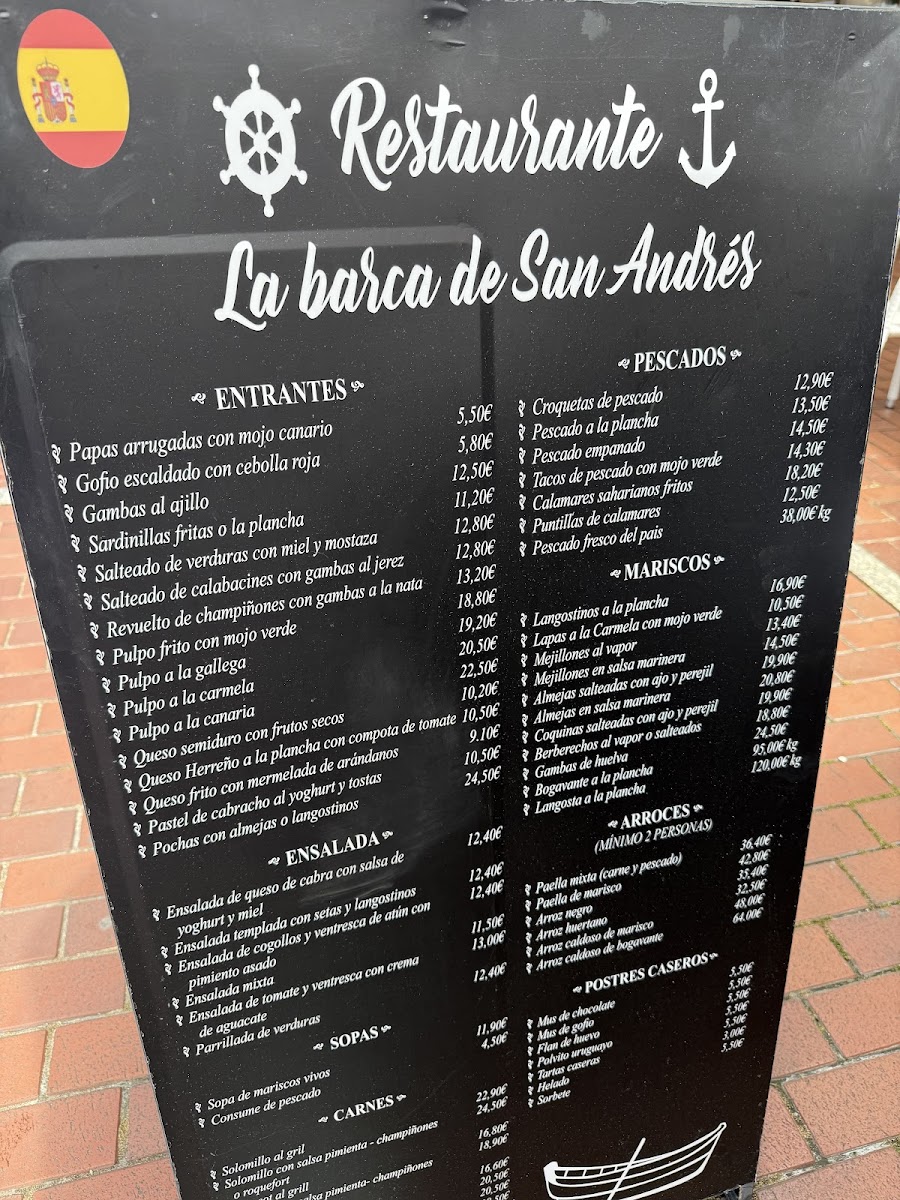 Restaurante
La barca de San Andrés
ENTRANTES
Papas arrugadas con mojo canario 5,50€
Gofio escaldado con cebolla roja 5,80€
Gambas al ajillo 12,50€
Sardinillas fritas o la plancha 11,20€
Salteado de verduras con miel y mostaza 12,80€
Salteado de calabacines con gambas al jerez 12,80€
Revuelto de champiñones con gambas a la nata 13,20€
Pulpo frito con mojo verde 18,80€
Pulpo a la gallega 19,20€
Pulpo a la carmela 20,50€
Pulpo a la canaria 22,50€
Queso semiduro con frutos secos 10,20€
Queso Herreño a la plancha con compota de tomate 10,50€
Queso frito con mermelada de arándanos 9.10€
Pastel de cabracho al yoghurt y tostas 10,50€
Pochas con almejas o langostinos 24,50€
ENSALADA
Ensalada de queso de cabra con salsa de 12,40€
yoghurt y miel
Ensalada templada con setas y langostinos 12,40€
Ensalada de cogollos y ventresca de atún con 12,40€
pimiento asado
Ensalada mixta 11,50€
Ensalada de tomate y ventresca con crema 13,00€
de aguacate
Parrillada de verduras 12,40€
SOPAS
Sopa de mariscos vivos 11,90€
Consume de pescado 4,50€
CARNES
Solomillo al gril 22,90€
Solomillo con salsa pimienta - champiñones 24,50€
o roquefort
al grill 16,80€
salsa pimienta- champiñones 18,90€
16,60€
20,50€
20,50€
PESCADOS
Croquetas de pescado 12,90€
Pescado a la plancha 13,50€
Pescado empanado 14,50€
Tacos de pescado con mojo verde 14,30€
Calamares saharianos fritos 18,20€
Puntillas de calamares 12,50€
Pescado fresco del pais 38,00€ kg
MARISCOS
Langostinos a la plancha 16,90€
Lapas a la Carmela con mojo verde 10,50€
Mejillones al vapor 13,40€
Mejillones en salsa marinera 14,50€
Almejas salteadas con ajo y perejil 19,90€
Almejas en salsa marinera 20,80€
Coquinas salteadas con ajo y perejil 19,90€
Berberechos al vapor o salteados 18,80€
Gambas de huelva 24,50€
Bogavante a la plancha 95,00€ kg
Langosta a la plancha 120,00€ kg
ARROCES
(MÍNIMO 2 PERSONAS)
Paella mixta (carne y pescado) 36,40€
Paella de marisco 42,80€
Arroz negro 35,40€
Arroz huertano 32,50€
Arroz caldoso de marisco 48,00€
Arroz caldoso de bogavante 64,00€
POSTRES CASEROS
Mus de chocolate 5,50€
Mus de gofio 5,50€
Flan de huevo 5,50€
Polvito uruguayo 5,50€
Tartas caseras 5,50€
Helado 3,00€
Sorbete 5,50€